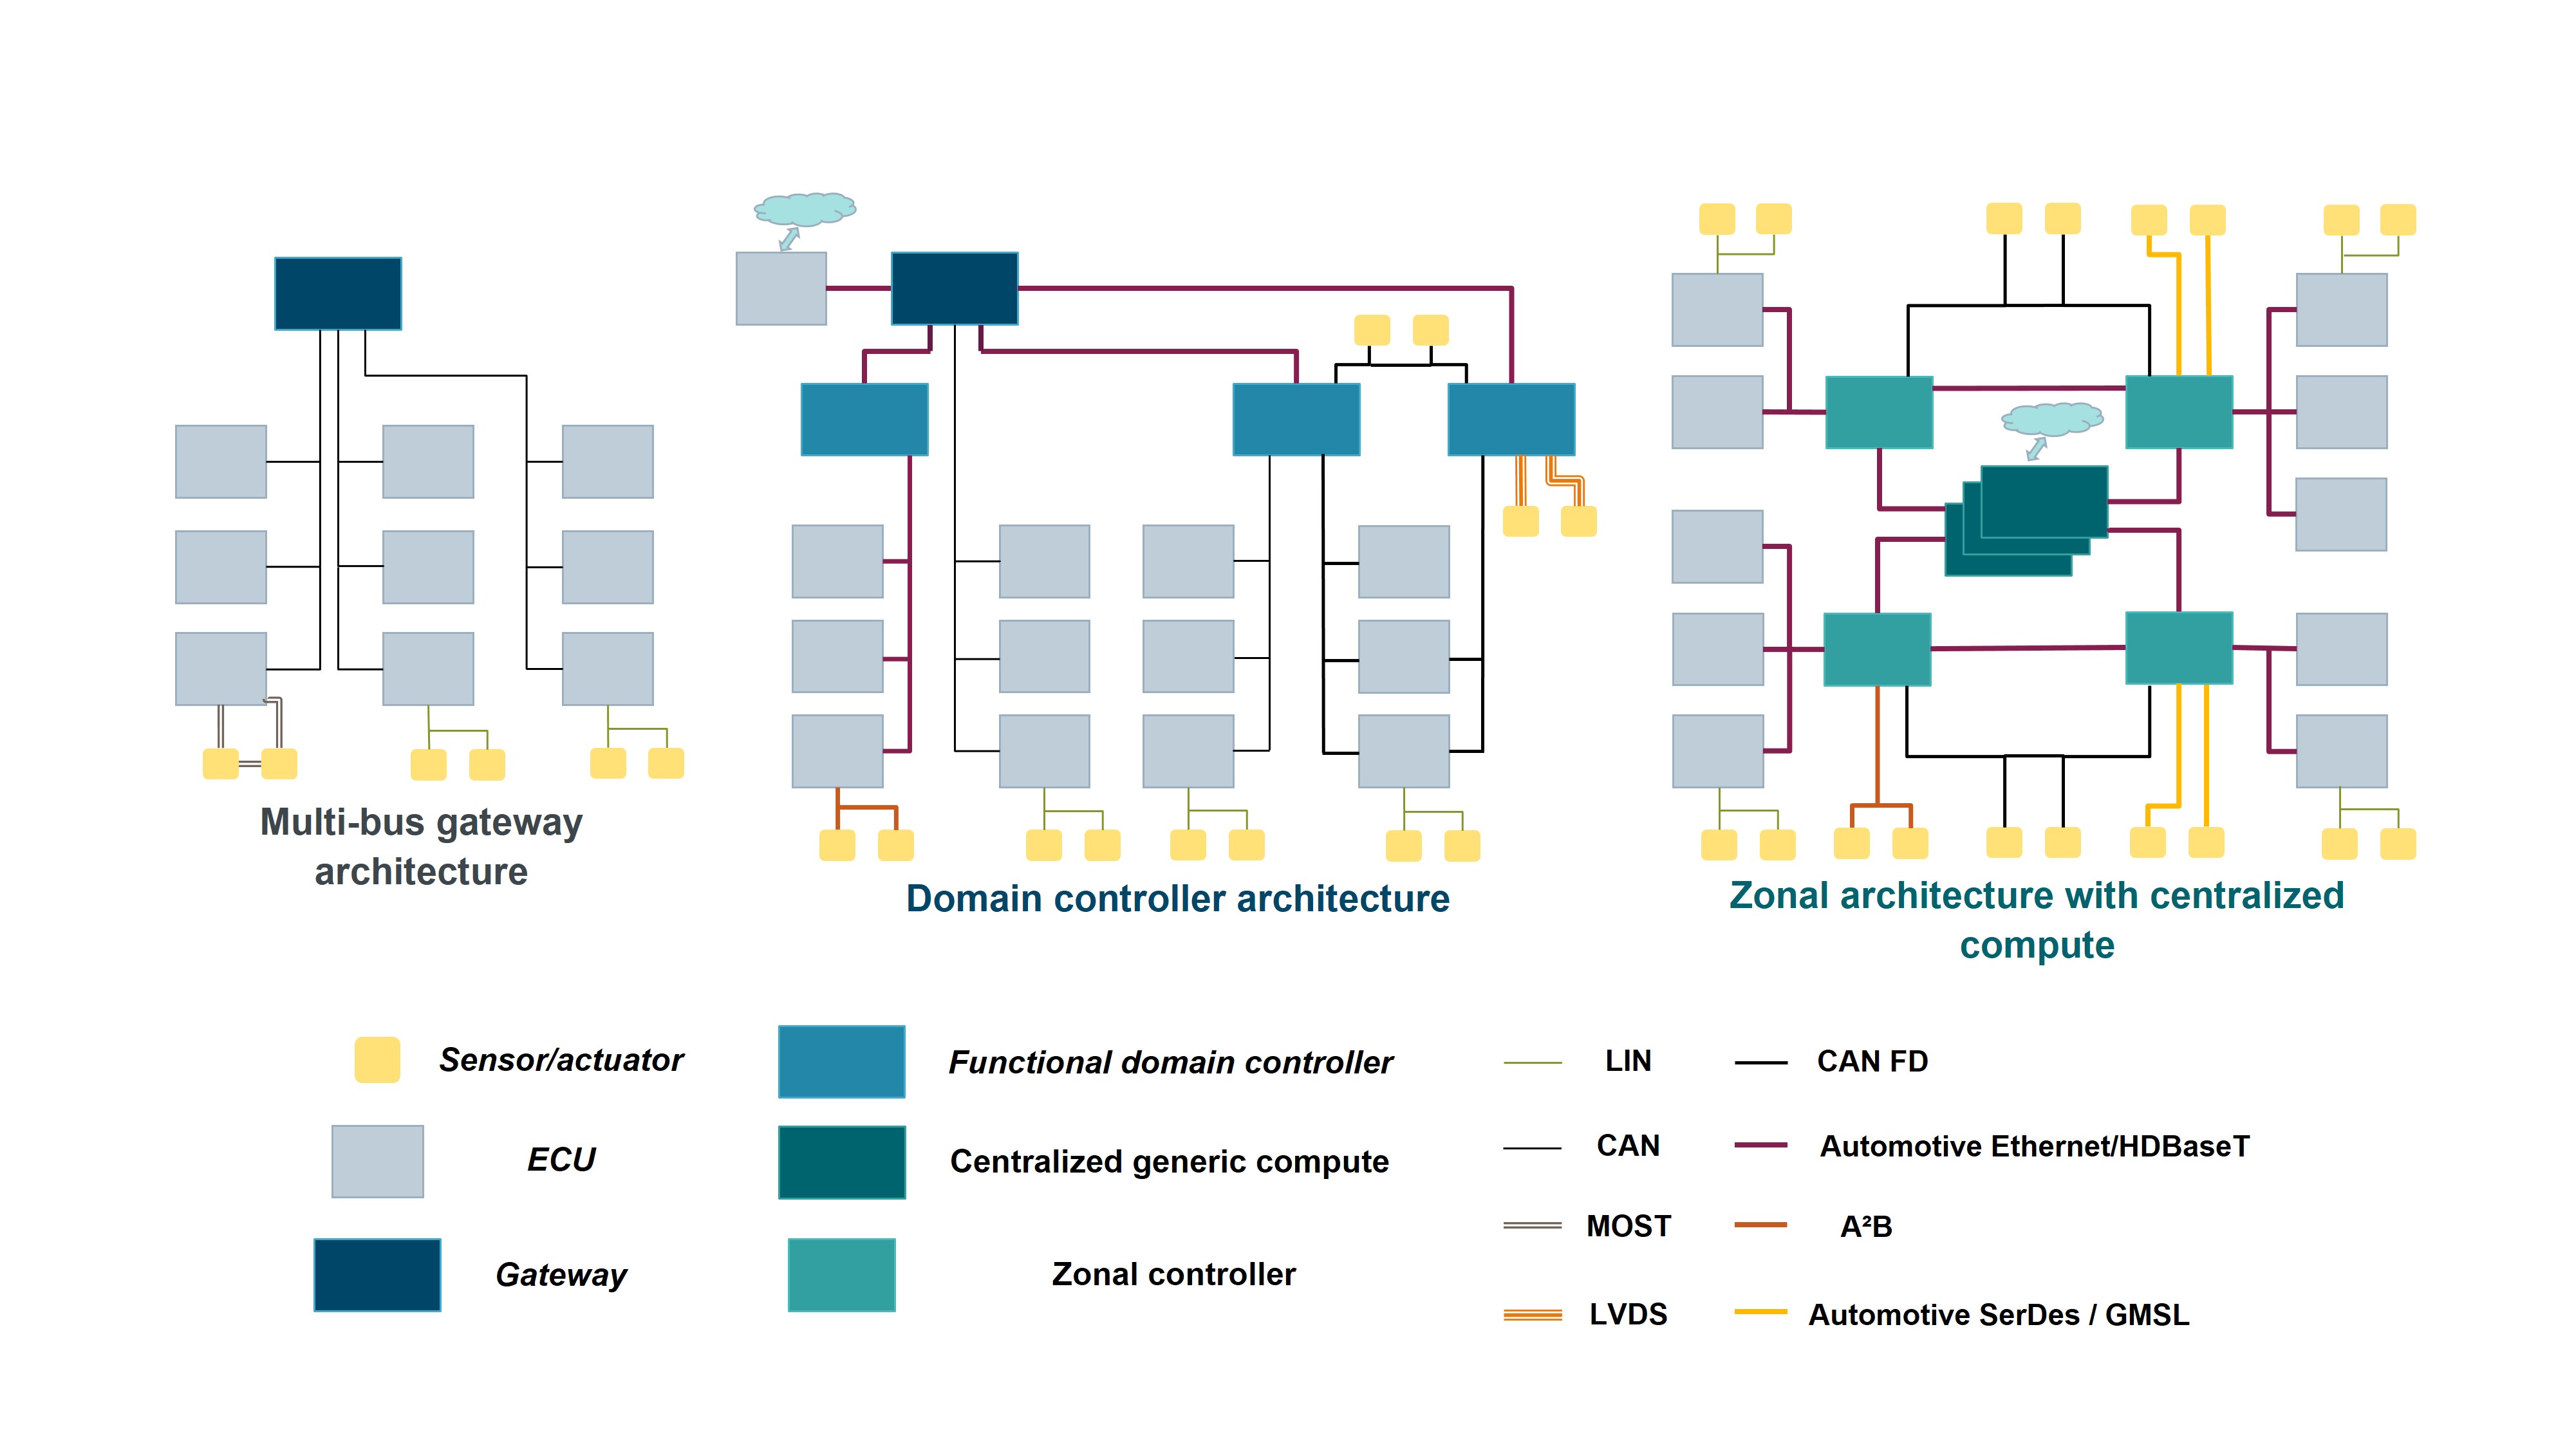 Multi-bus gateway
architecture
Domain controller architecture
Zonal architecture with centralized
compute
Sensor/actuator
Functional domain controller
LIN
CAN FD
ECU
Centralized generic compute
CAN
Automotive Ethernet/HDBaseT
Gateway
Zonal controller
MOST
A²B
LVDS
Automotive SerDes / GMSL